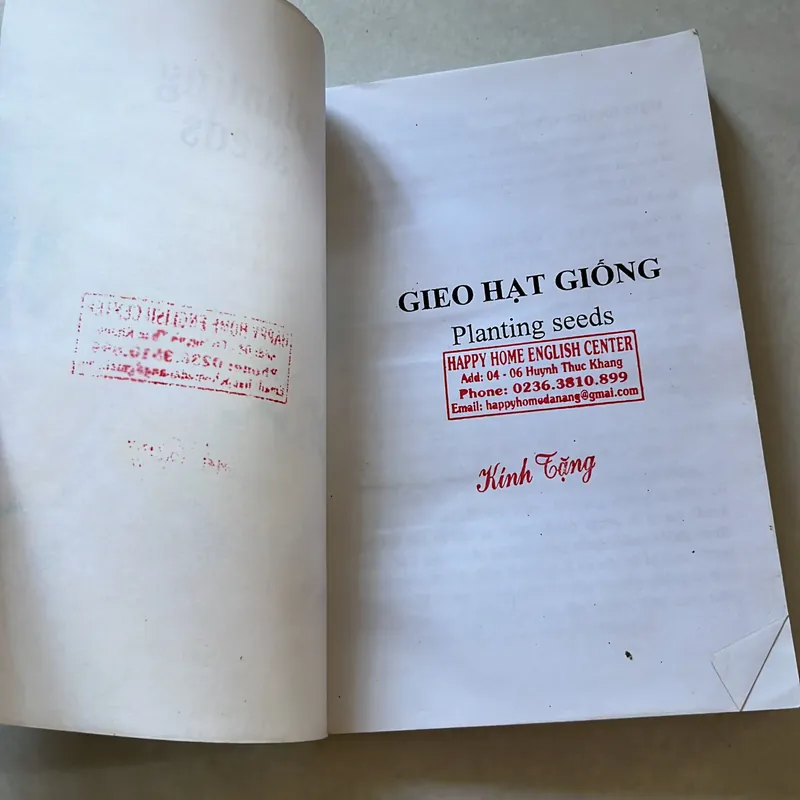 GIEO HẠT GIỐNG
Planting seeds
HAPPY HOME ENGLISH CENTER
Add: 04 - 06 Huynh Thuc Khang
Phone: 0236.3810.899
Email: happyhomedanang@gmai.com
Kính Tặng